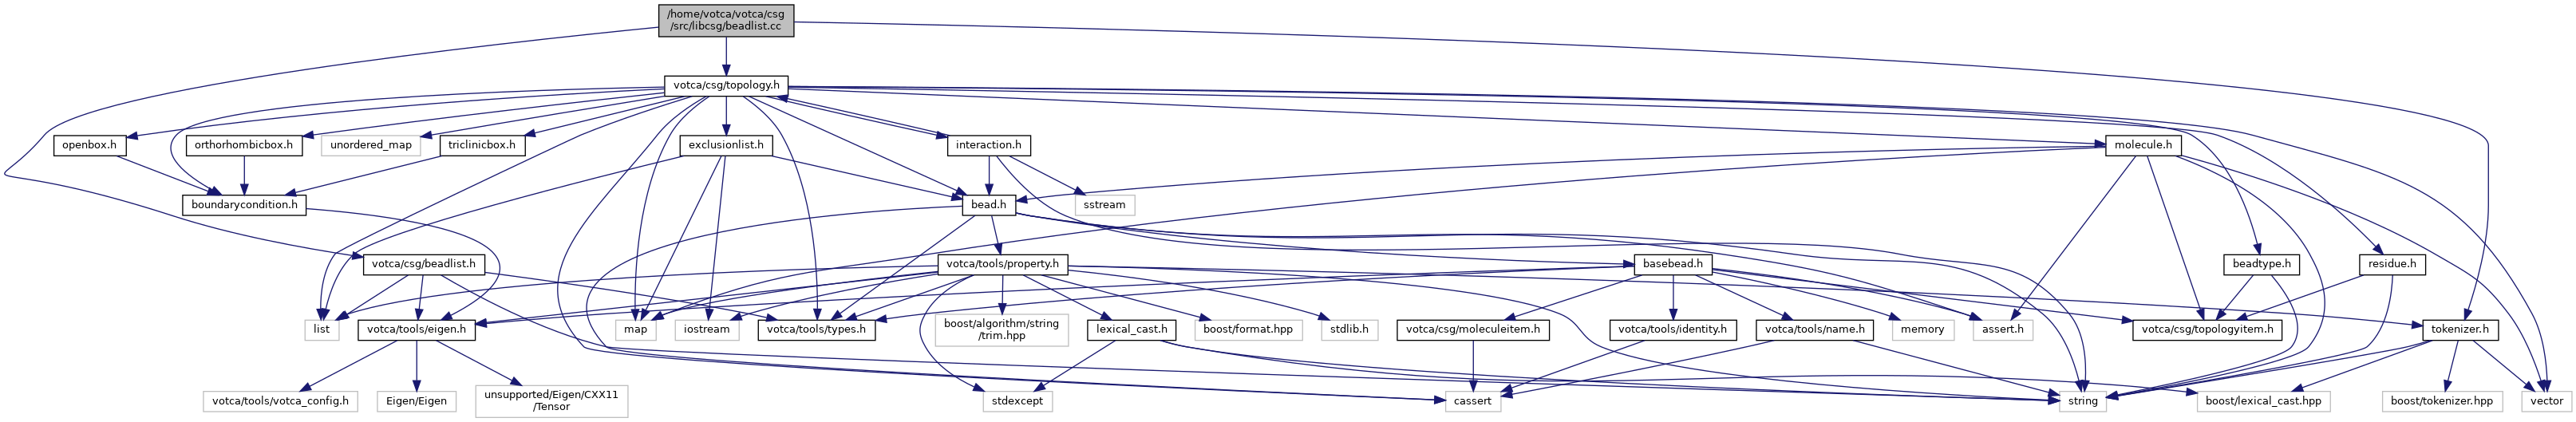 /home/votca/votca/csg
/src/libcsg/beadlist.cc
votca/csg/topology.h
openbox.h
orthorhombicbox.h
unordered_map
triclinicbox.h
exclusionlist.h
interaction.h
molecule.h
boundarycondition.h
bead.h
sstream
votca/csg/beadlist.h
votca/tools/property.h
basebead.h
beadtype.h
residue.h
list
votca/tools/eigen.h
map
iostream
votca/tools/types.h
boost/algorithm/string
/trim.hpp
lexical_cast.h
boost/format.hpp
stdlib.h
votca/csg/moleculeitem.h
votca/tools/identity.h
votca/tools/name.h
memory
assert.h
votca/csg/topologyitem.h
tokenizer.h
votca/tools/votca_config.h
Eigen/Eigen
unsupported/Eigen/CXX11
/Tensor
stdexcept
cassert
string
boost/lexical_cast.hpp
boost/tokenizer.hpp
vector